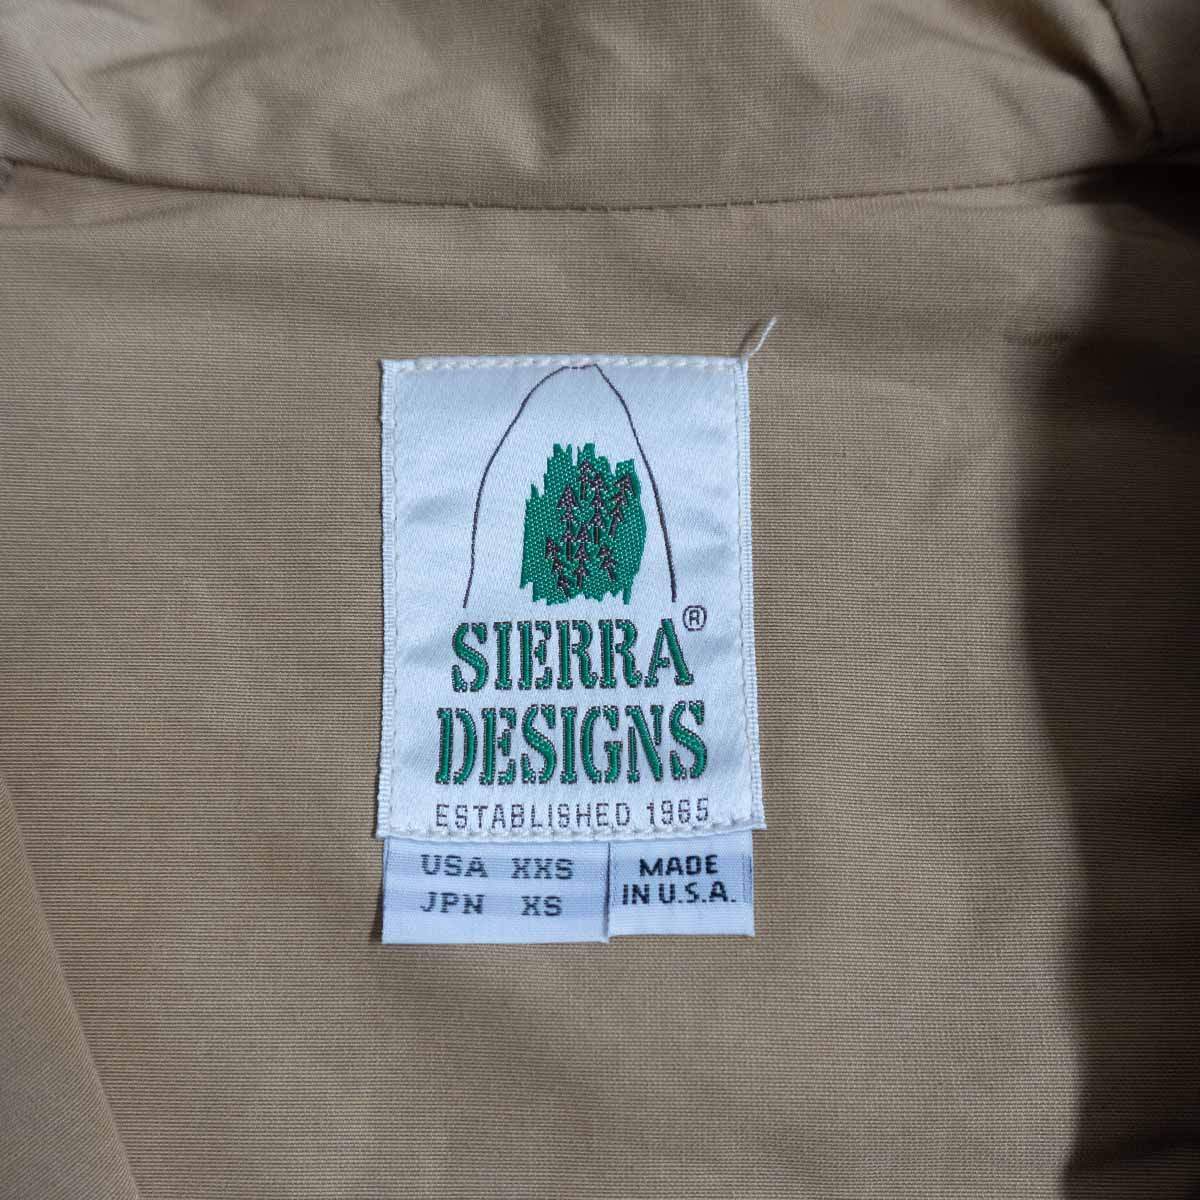 SIERRA®
DESIGNS
ESTABLISHED 1965
USA XXS
JPN XS
MADE
IN U.S.A.